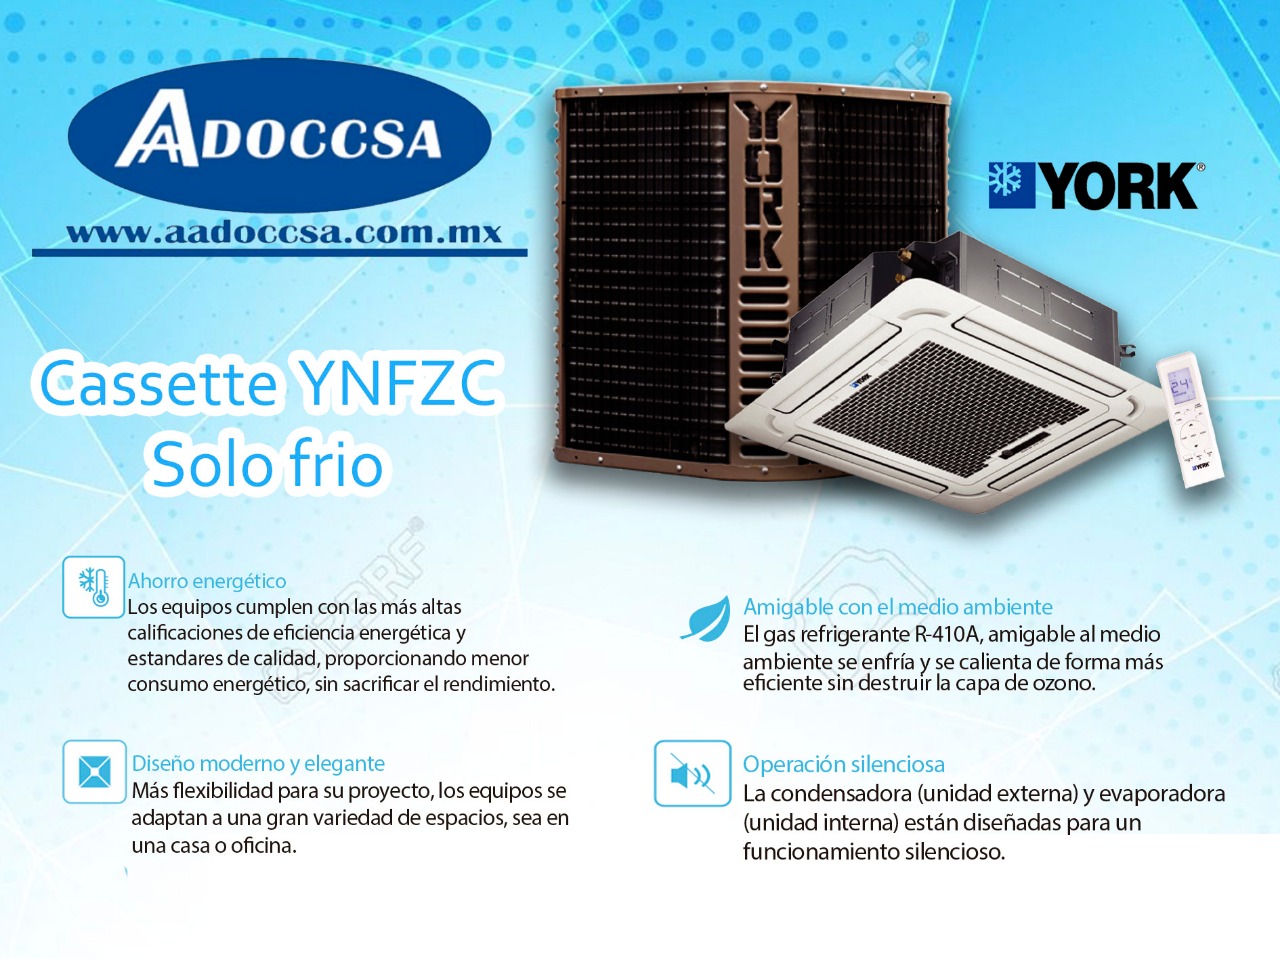 AADOCCSA
www.aadoccsa.com.mx
YORK
YORK®
YORK
24
YORK
Cassette YNFZC
Solo frio
Ahorro energético
Los equipos cumplen con las más altas
calificaciones de eficiencia energética y
estandares de calidad, proporcionando menor
consumo energético, sin sacrificar el rendimiento.
Amigable con el medio ambiente
El gas refrigerante R-410A, amigable al medio
ambiente se enfría y se calienta de forma más
eficiente sin destruir la capa de ozono.
Diseño moderno y elegante
Más flexibilidad para su proyecto, los equipos se
adaptan a una gran variedad de espacios, sea en
una casa o oficina.
Operación silenciosa
La condensadora (unidad externa) y evaporadora
(unidad interna) están diseñadas para un
funcionamiento silencioso.